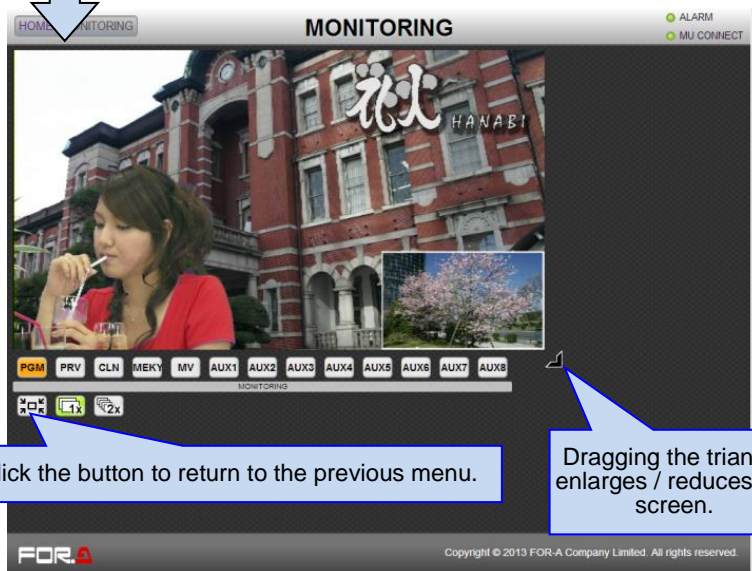 HOME MONITORING
MONITORING
ALARM
MU CONNECT
花火 HANABI
PGM PRV CLN MEKY MV AUX1 AUX2 AUX3 AUX4 AUX5 AUX6 AUX7 AUX8
MONITORING
1x 2x
lick the button to return to the previous menu.
Dragging the trian
enlarges / reduces
screen.
FOR.A
Copyright © 2013 FOR-A Company Limited. All rights reserved.